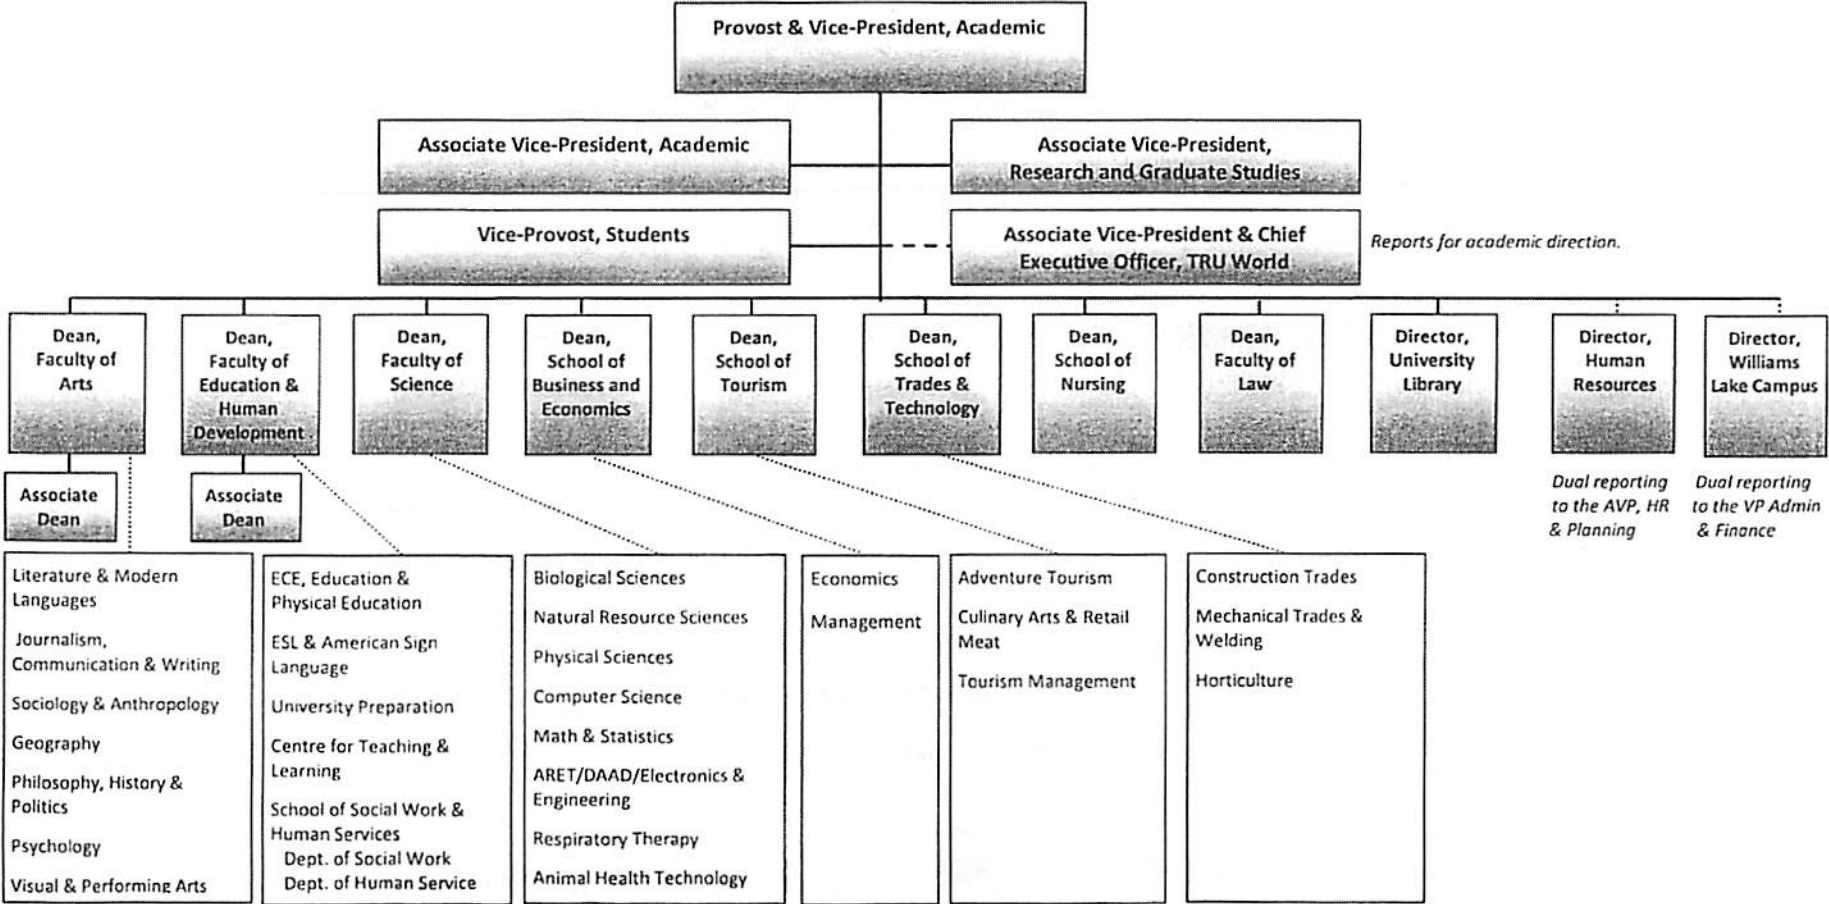 Provost & Vice-President, Academic
Associate Vice-President, Academic
Associate Vice-President,
Research and Graduate Studies
Vice-Provost, Students
Associate Vice-President & Chief
Executive Officer, TRU World
Reports for academic direction.
Dean,
Faculty of
Arts
Dean,
Faculty of
Education &
Human
Development
Dean,
Faculty of
Science
Dean,
School of
Business and
Economics
Dean,
School of
Tourism
Dean,
School of
Trades &
Technology
Dean,
School of
Nursing
Dean,
Faculty of
Law
Director,
University
Library
Director,
Human
Resources
Director,
Williams
Lake Campus
Associate
Dean
Associate
Dean
Dual reporting
to the AVP, HR
& Planning
Dual reporting
to the VP Admin
& Finance
Literature & Modern
Languages
Journalism,
Communication & Writing
Sociology & Anthropology
Geography
Philosophy, History &
Politics
Psychology
Visual & Performing Arts
ECE, Education &
Physical Education
ESL & American Sign
Language
University Preparation
Centre for Teaching &
Learning
School of Social Work &
Human Services
Dept. of Social Work
Dept. of Human Service
Biological Sciences
Natural Resource Sciences
Physical Sciences
Computer Science
Math & Statistics
ARET/DAAD/Electronics &
Engineering
Respiratory Therapy
Animal Health Technology
Economics
Management
Adventure Tourism
Culinary Arts & Retail
Meat
Tourism Management
Construction Trades
Mechanical Trades &
Welding
Horticulture